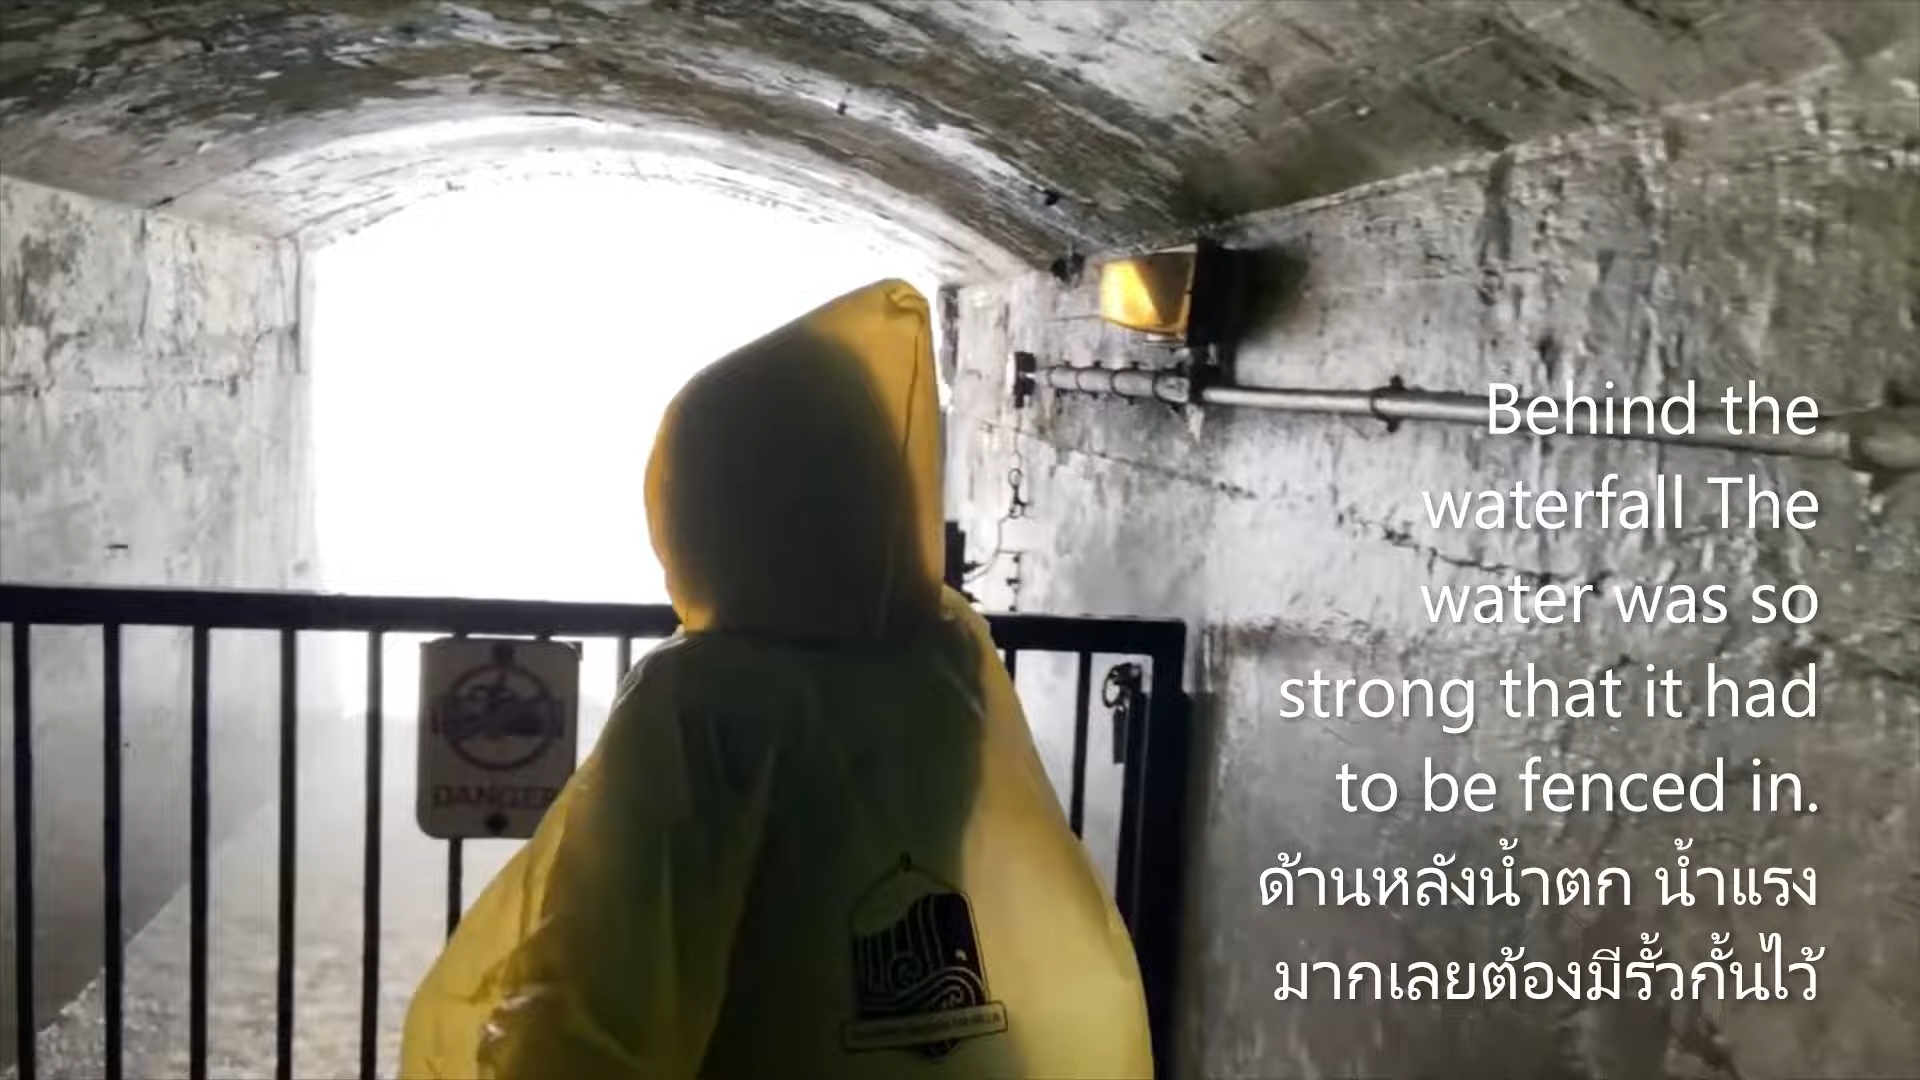 Behind the
waterfall The
water was so
strong that it had
to be fenced in.
ด้านหลังน้ำตก น้ำแรง
มากเลยต้องมีรั้วกั้นไว้
DANGER